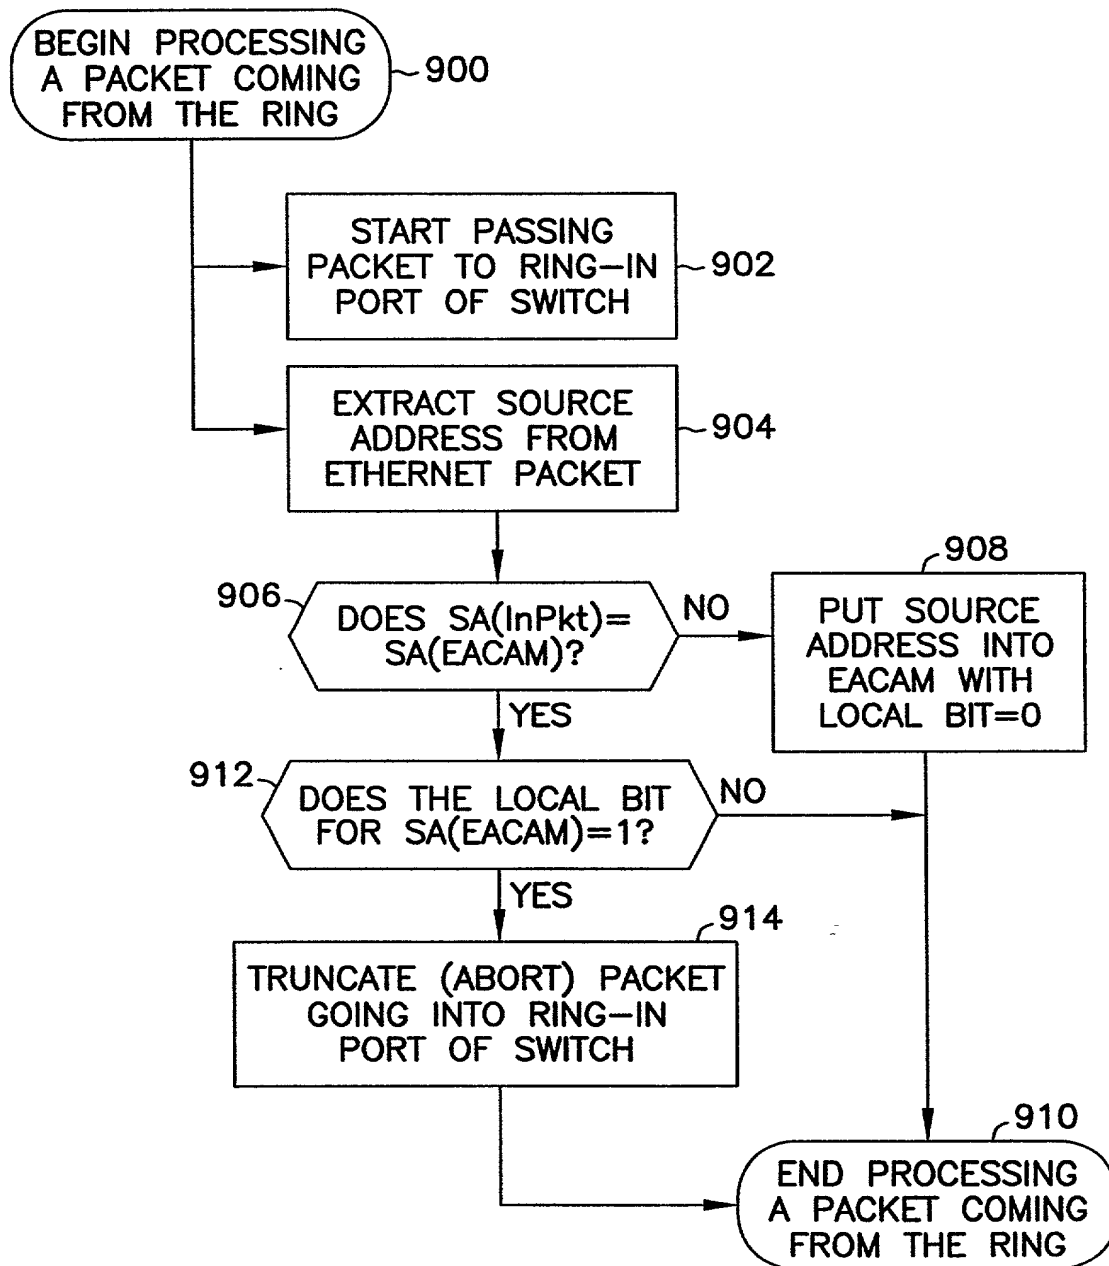 BEGIN PROCESSING
A PACKET COMING
FROM THE RING
900
START PASSING
PACKET TO RING-IN
PORT OF SWITCH
902
EXTRACT SOURCE
ADDRESS FROM
ETHERNET PACKET
904
906
DOES SA(InPkt)=
SA(EACAM)?
NO
YES
908
PUT SOURCE
ADDRESS INTO
EACAM WITH
LOCAL BIT=0
912
DOES THE LOCAL BIT
FOR SA(EACAM)=1?
NO
YES
914
TRUNCATE (ABORT) PACKET
GOING INTO RING-IN
PORT OF SWITCH
910
END PROCESSING
A PACKET COMING
FROM THE RING